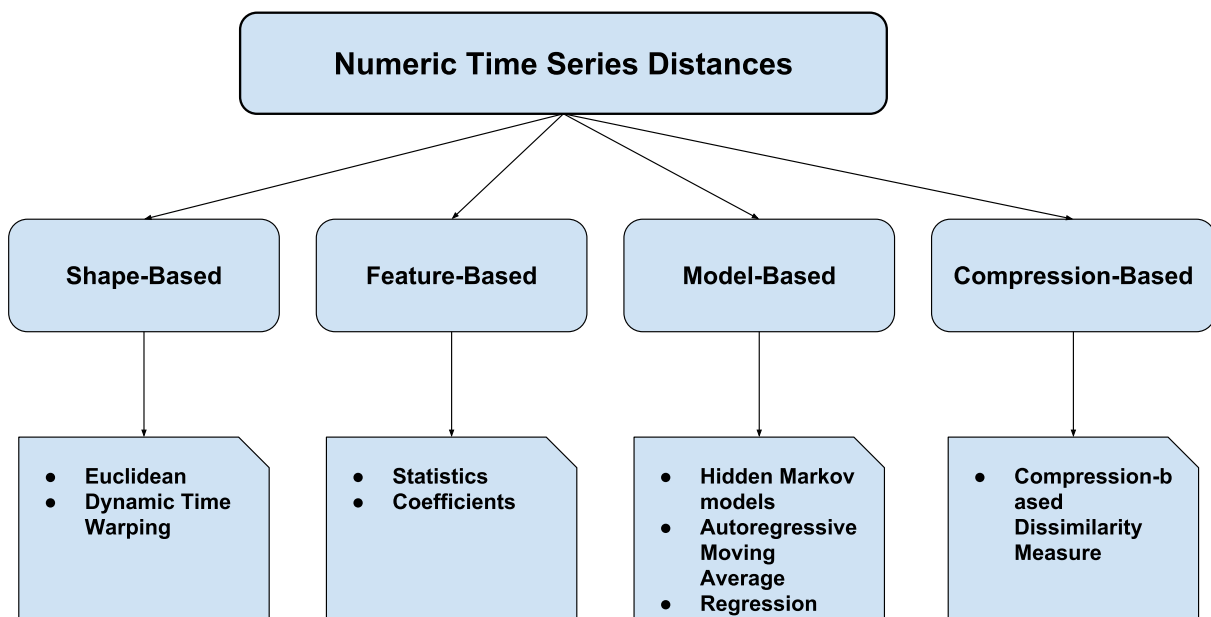 Numeric Time Series Distances
Shape-Based
Feature-Based
Model-Based
Compression-Based
● Euclidean
● Dynamic Time
Warping
● Statistics
● Coefficients
● Hidden Markov
models
● Autoregressive
Moving
Average
● Regression
● Compression-b
ased
Dissimilarity
Measure